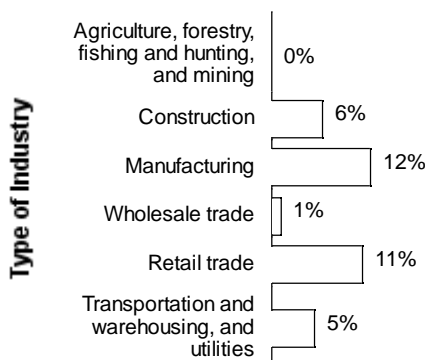 Type of Industry
Agriculture, forestry,
fishing and hunting,
and mining
0%
Construction
6%
Manufacturing
12%
Wholesale trade
1%
Retail trade
11%
Transportation and
warehousing, and
utilities
5%